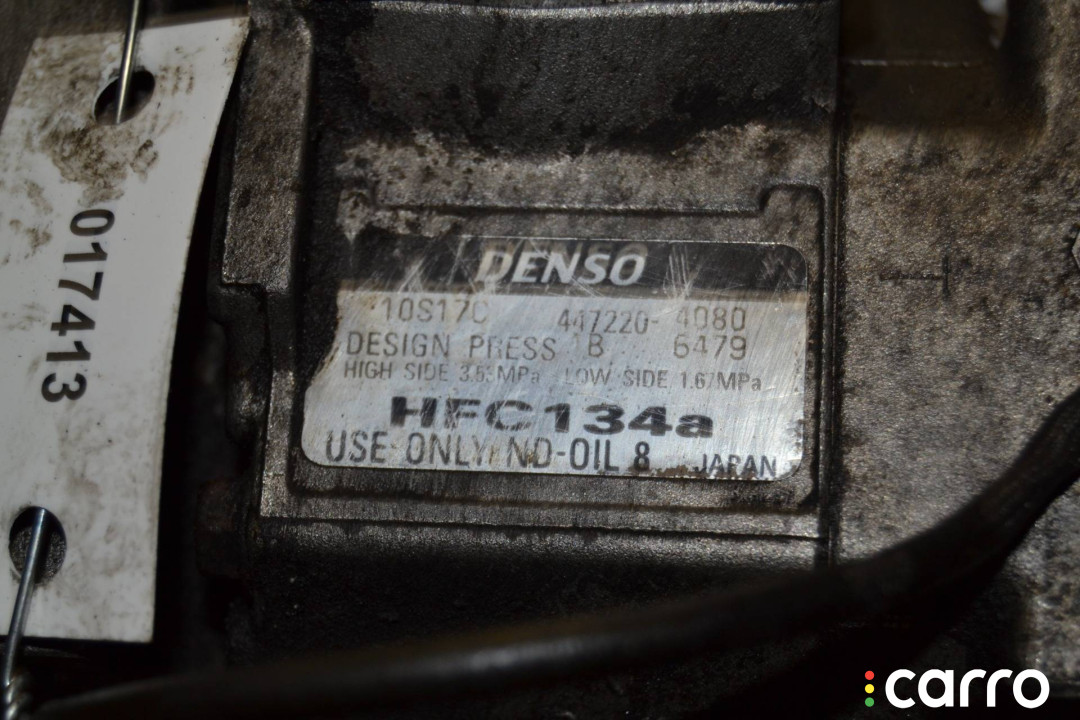 017413
DENSO
10S17C 447220-4080
DESIGN PRESS B 6479
HIGH SIDE 3.53MPa LOW SIDE 1.67MPa
HFC134a
USE ONLY ND-OIL 8 JAPAN
carro